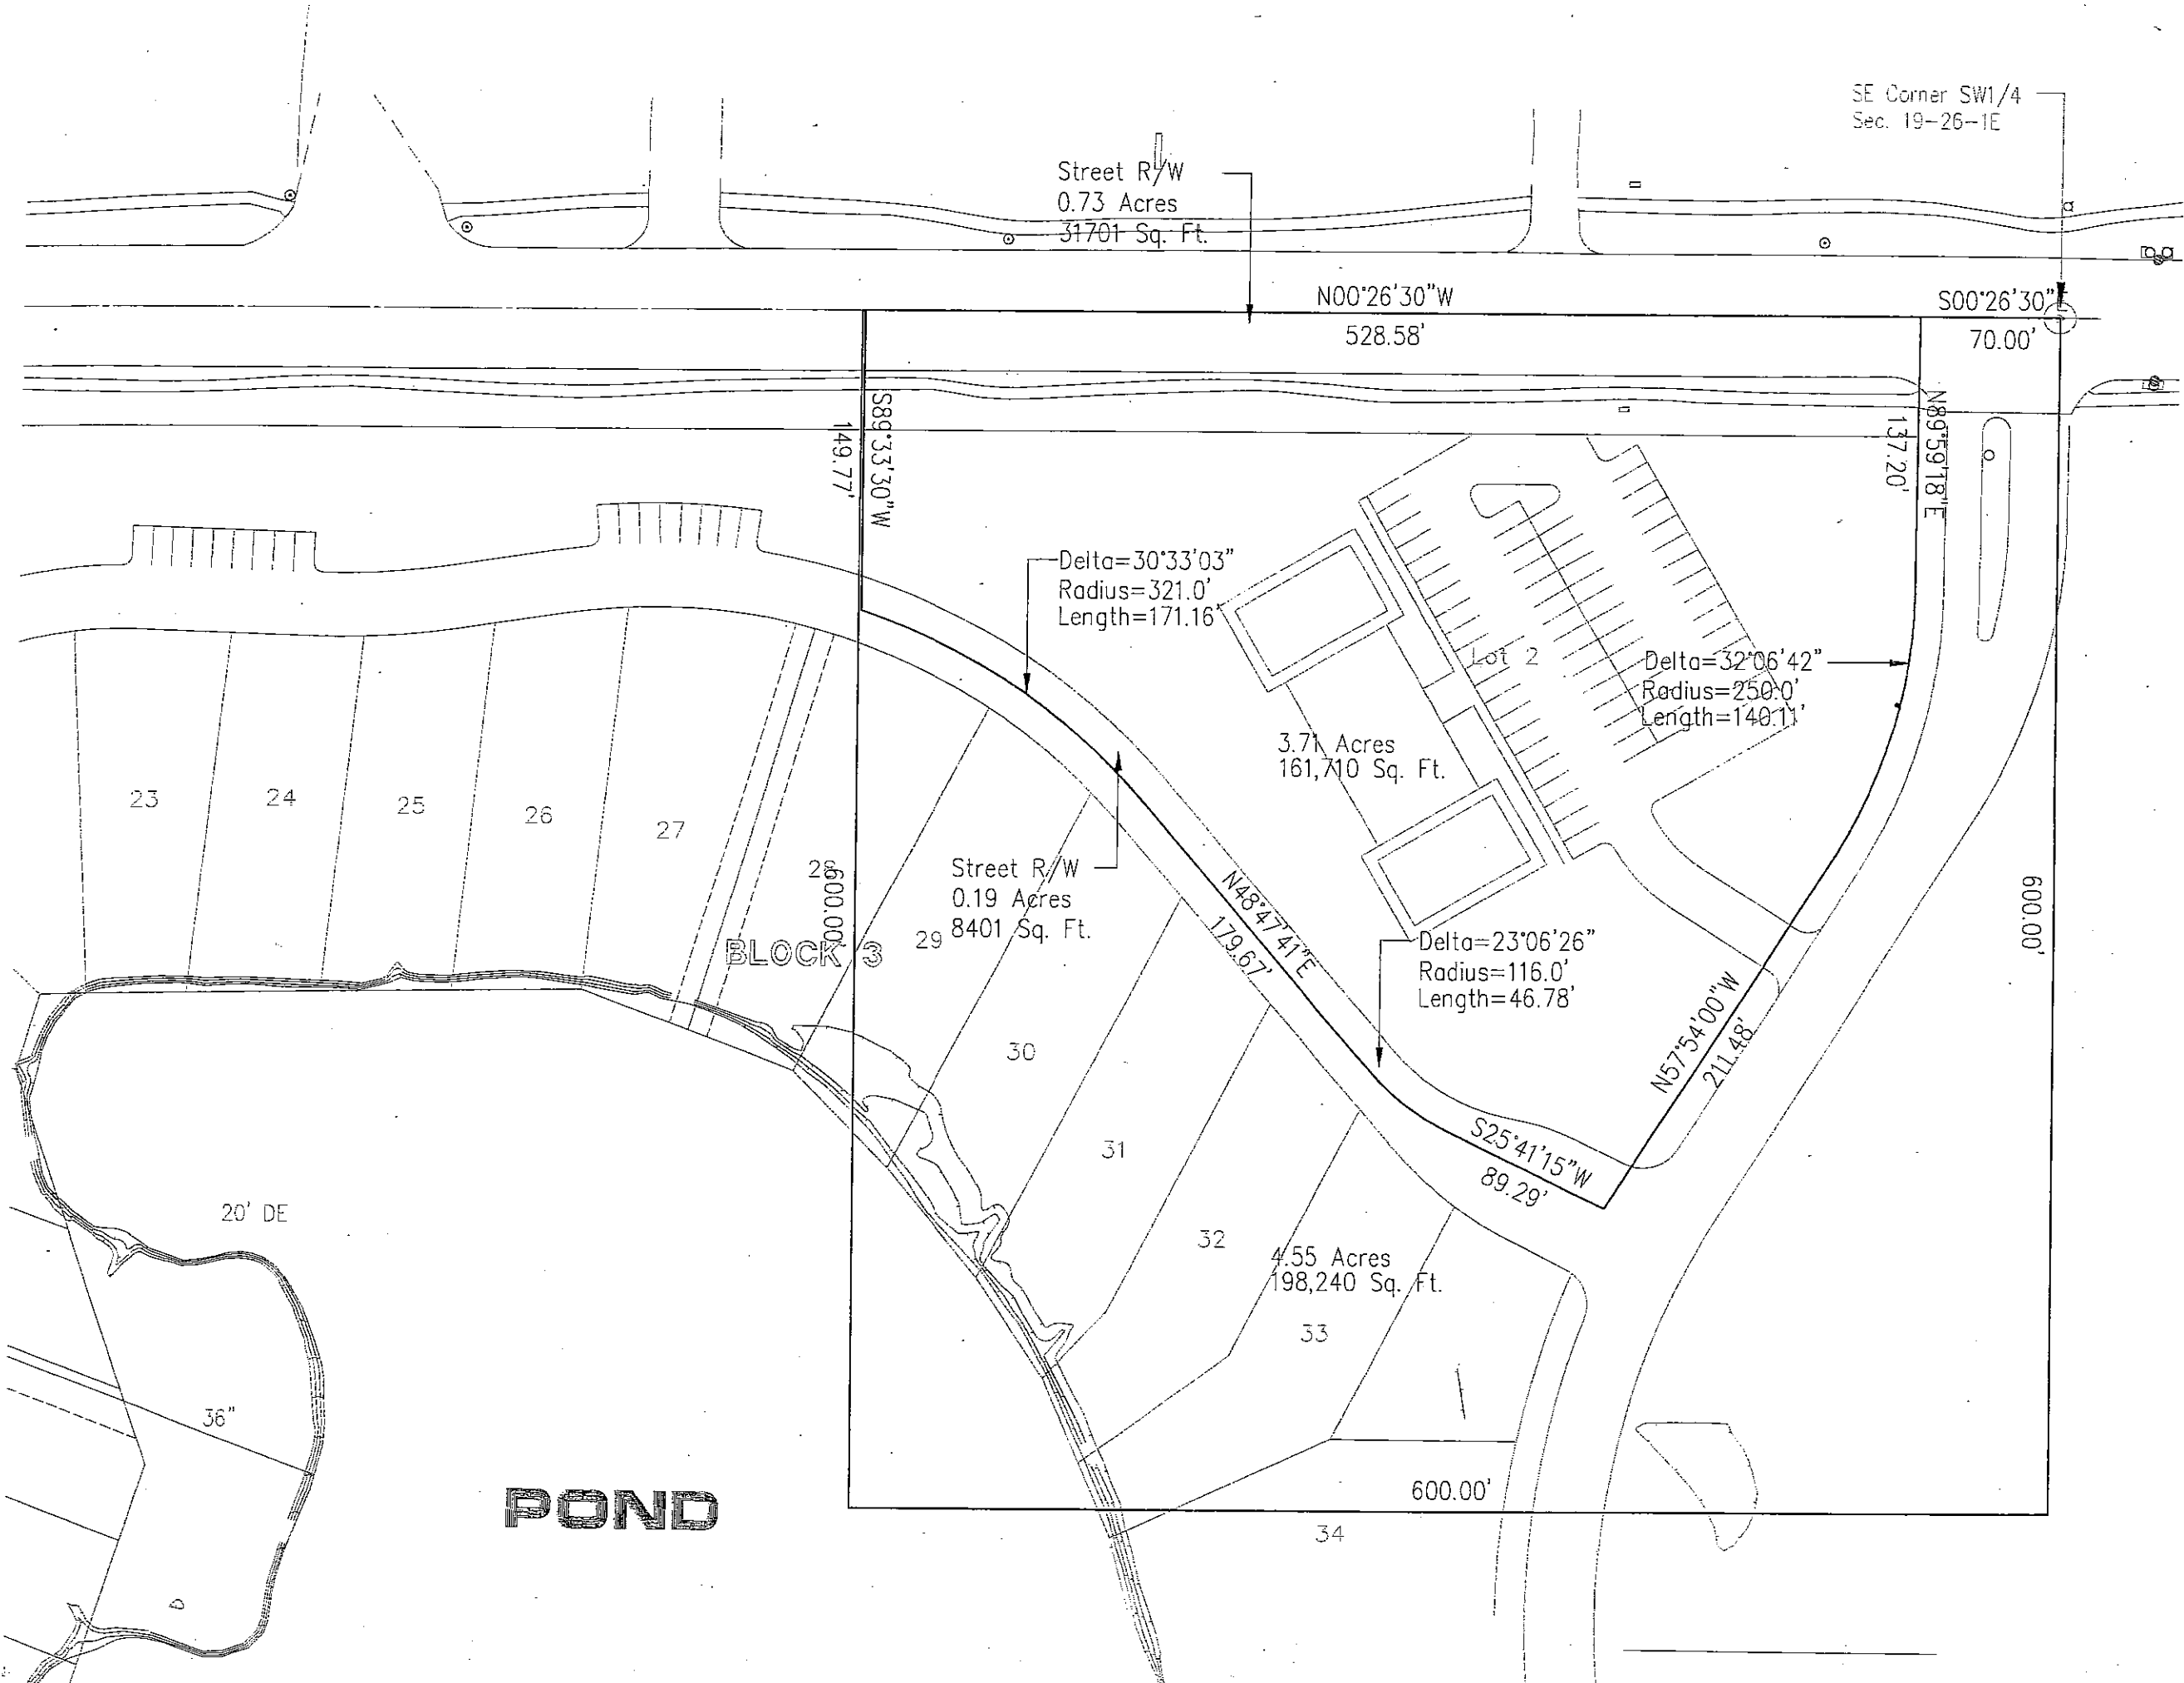 SE Corner SW1/4
Sec. 19-26-1E
Street R/W
0.73 Acres
31701 Sq. Ft.
N00°26'30"W
528.58'
S00°26'30"E
70.00'
S89°33'30"W
149.77'
N89°59'18"E
137.20'
Delta=30°33'03"
Radius=321.0'
Length=171.16'
Lot 2
Delta=32°06'42"
Radius=250.0'
Length=140.11'
3.71 Acres
161,710 Sq. Ft.
23
24
25
26
27
28
600.00'
Street R/W
0.19 Acres
8401 Sq. Ft.
BLOCK 3
29
N48°47'41"E
179.67'
Delta=23°06'26"
Radius=116.0'
Length=46.78'
600.00'
N57°54'00"W
211.48'
30
31
S25°41'15"W
89.29'
20' DE
32
4.55 Acres
198,240 Sq. Ft.
33
36"
POND
600.00'
34